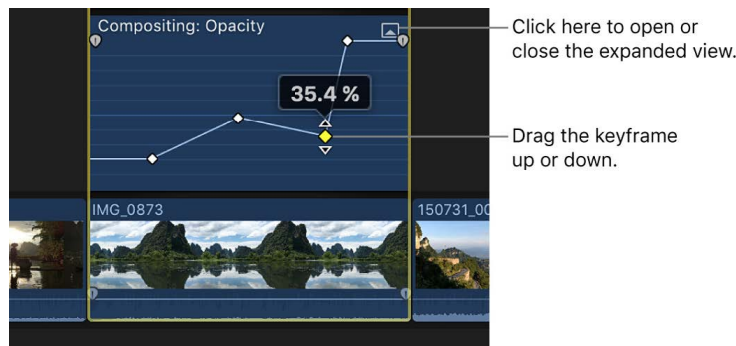 Compositing: Opacity
Click here to open or
close the expanded view.
35.4 %
Drag the keyframe
up or down.
IMG_0873
150731_00